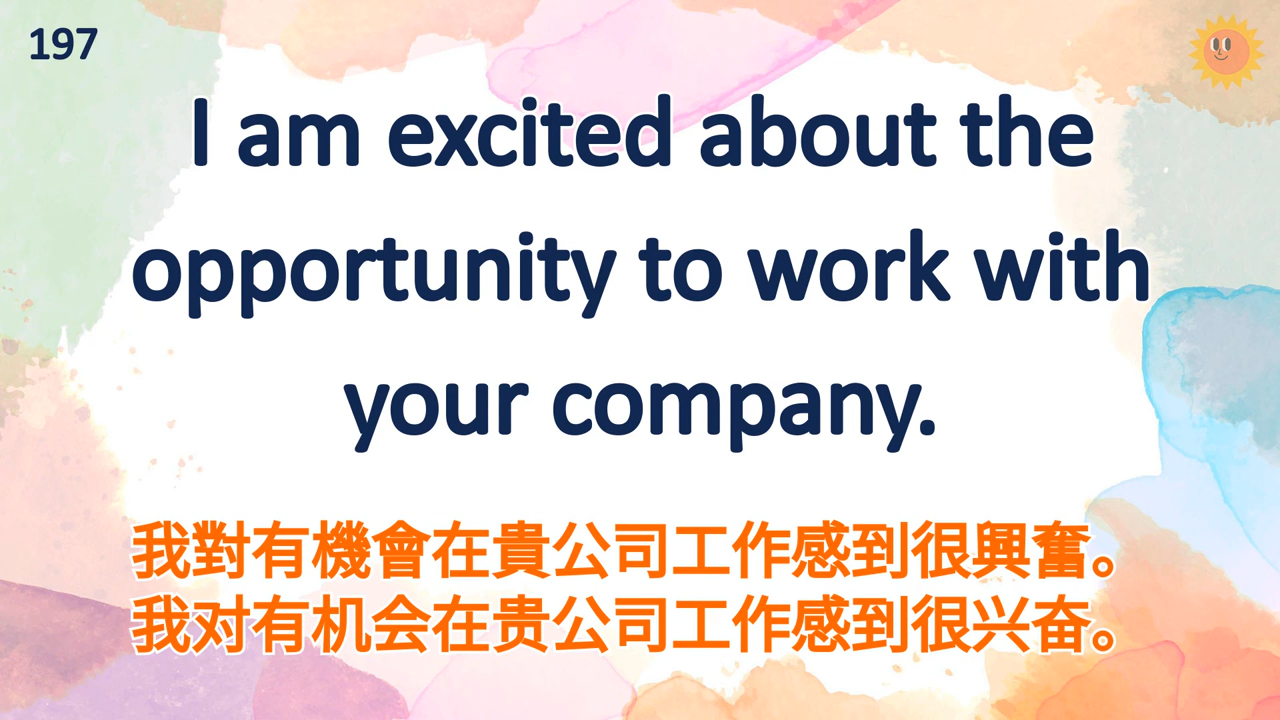 197
I am excited about the
opportunity to work with
your company.
我對有機會在貴公司工作感到很興奮。
我对有机会在贵公司工作感到很兴奋。